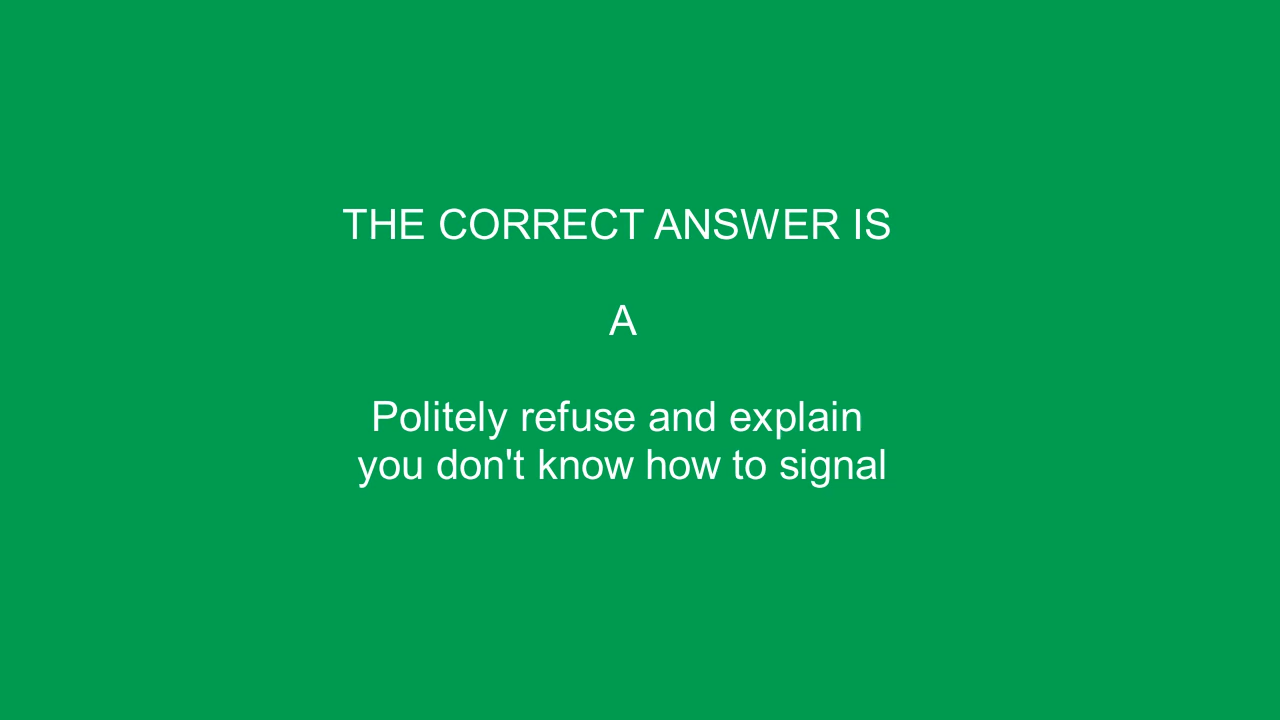 THE CORRECT ANSWER IS
A
Politely refuse and explain
you don't know how to signal